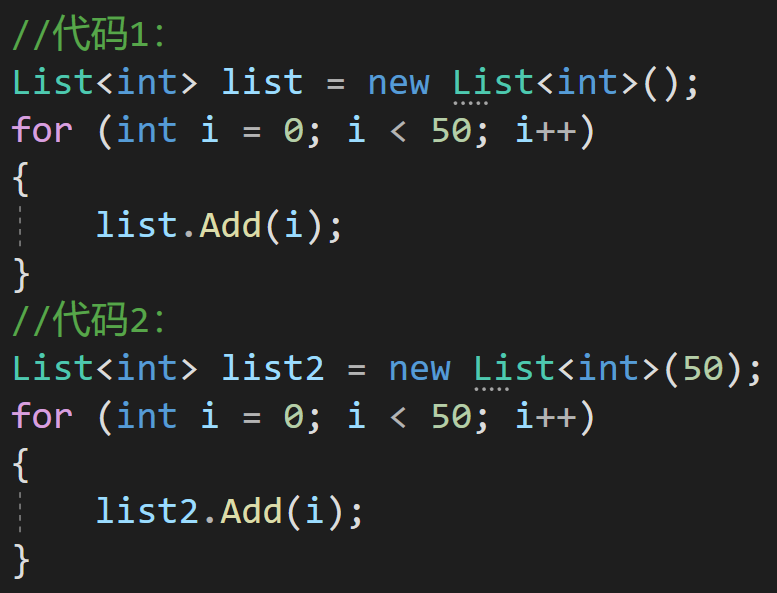 //代码1：
List<int> list = new List<int>();
for (int i = 0; i < 50; i++)
{
    list.Add(i);
}
//代码2：
List<int> list2 = new List<int>(50);
for (int i = 0; i < 50; i++)
{
    list2.Add(i);
}